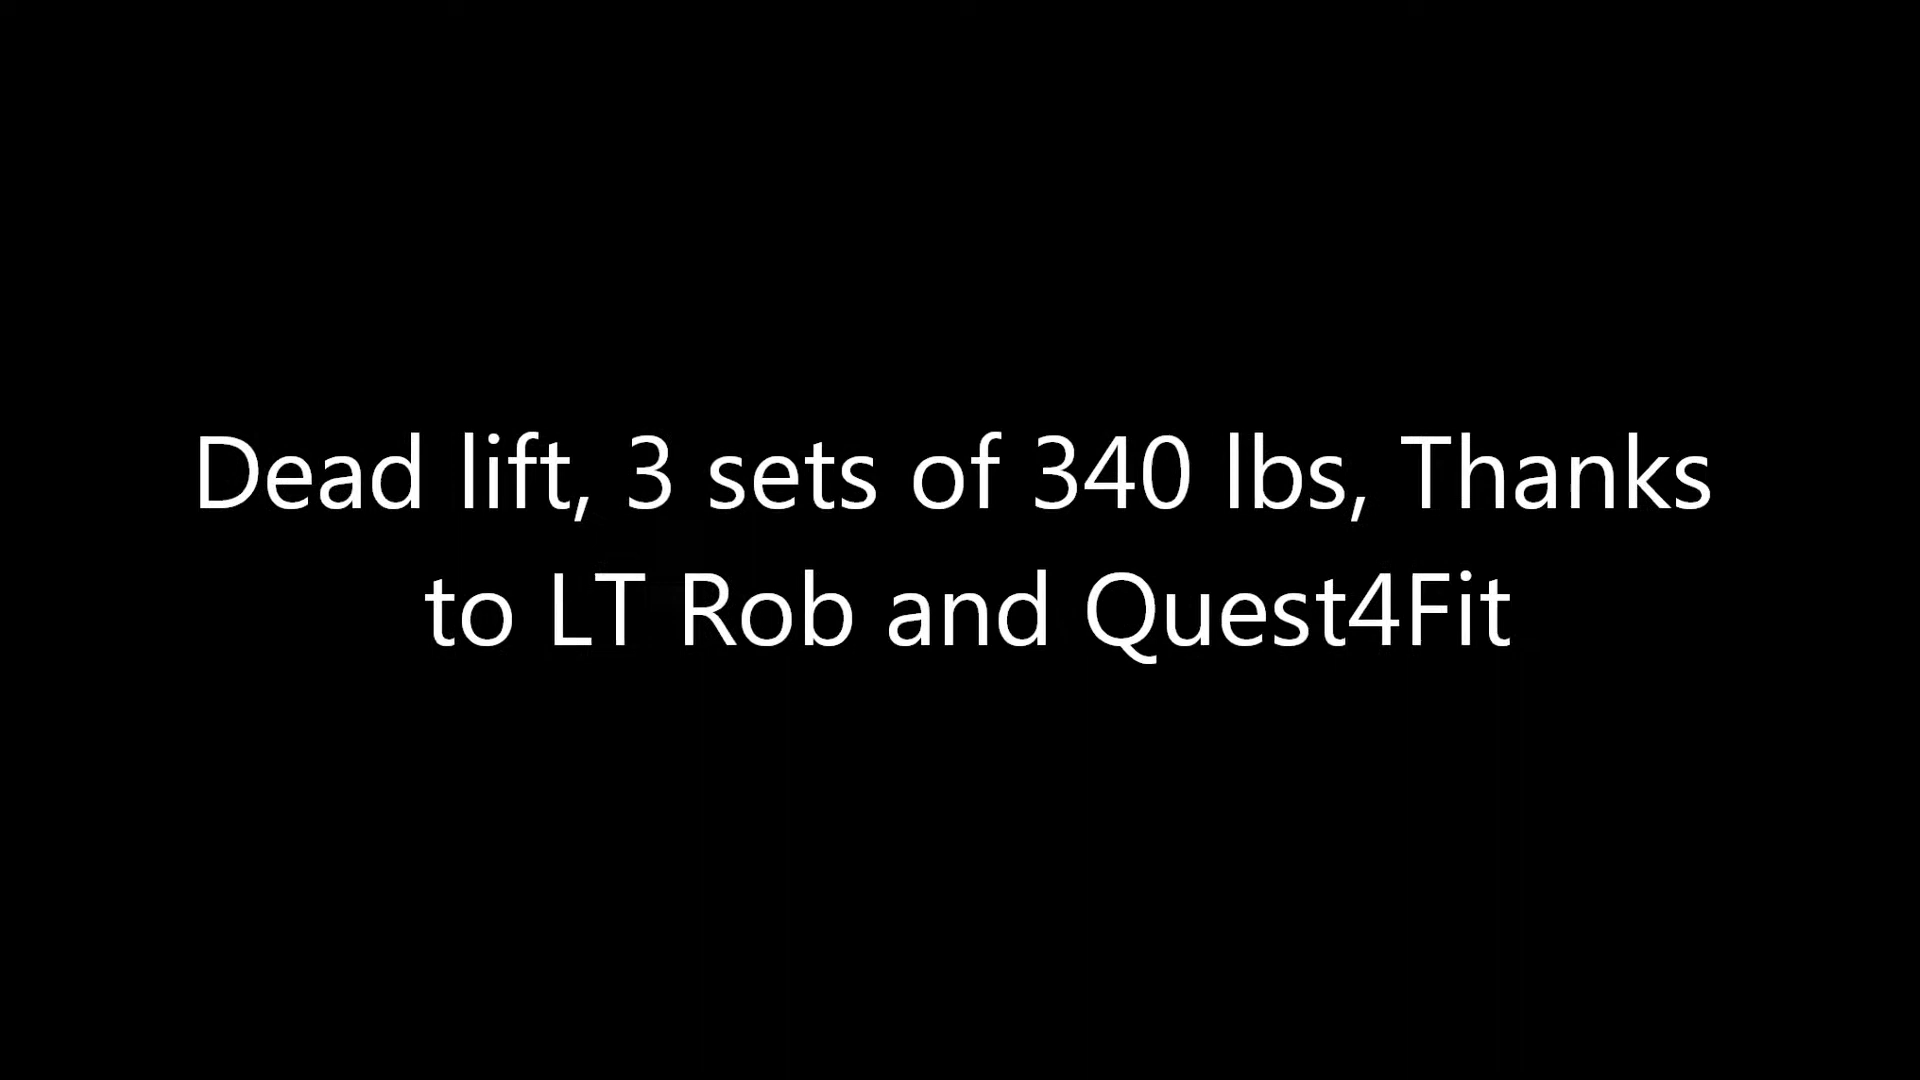 Dead lift, 3 sets of 340 lbs, Thanks
to LT Rob and Quest4Fit